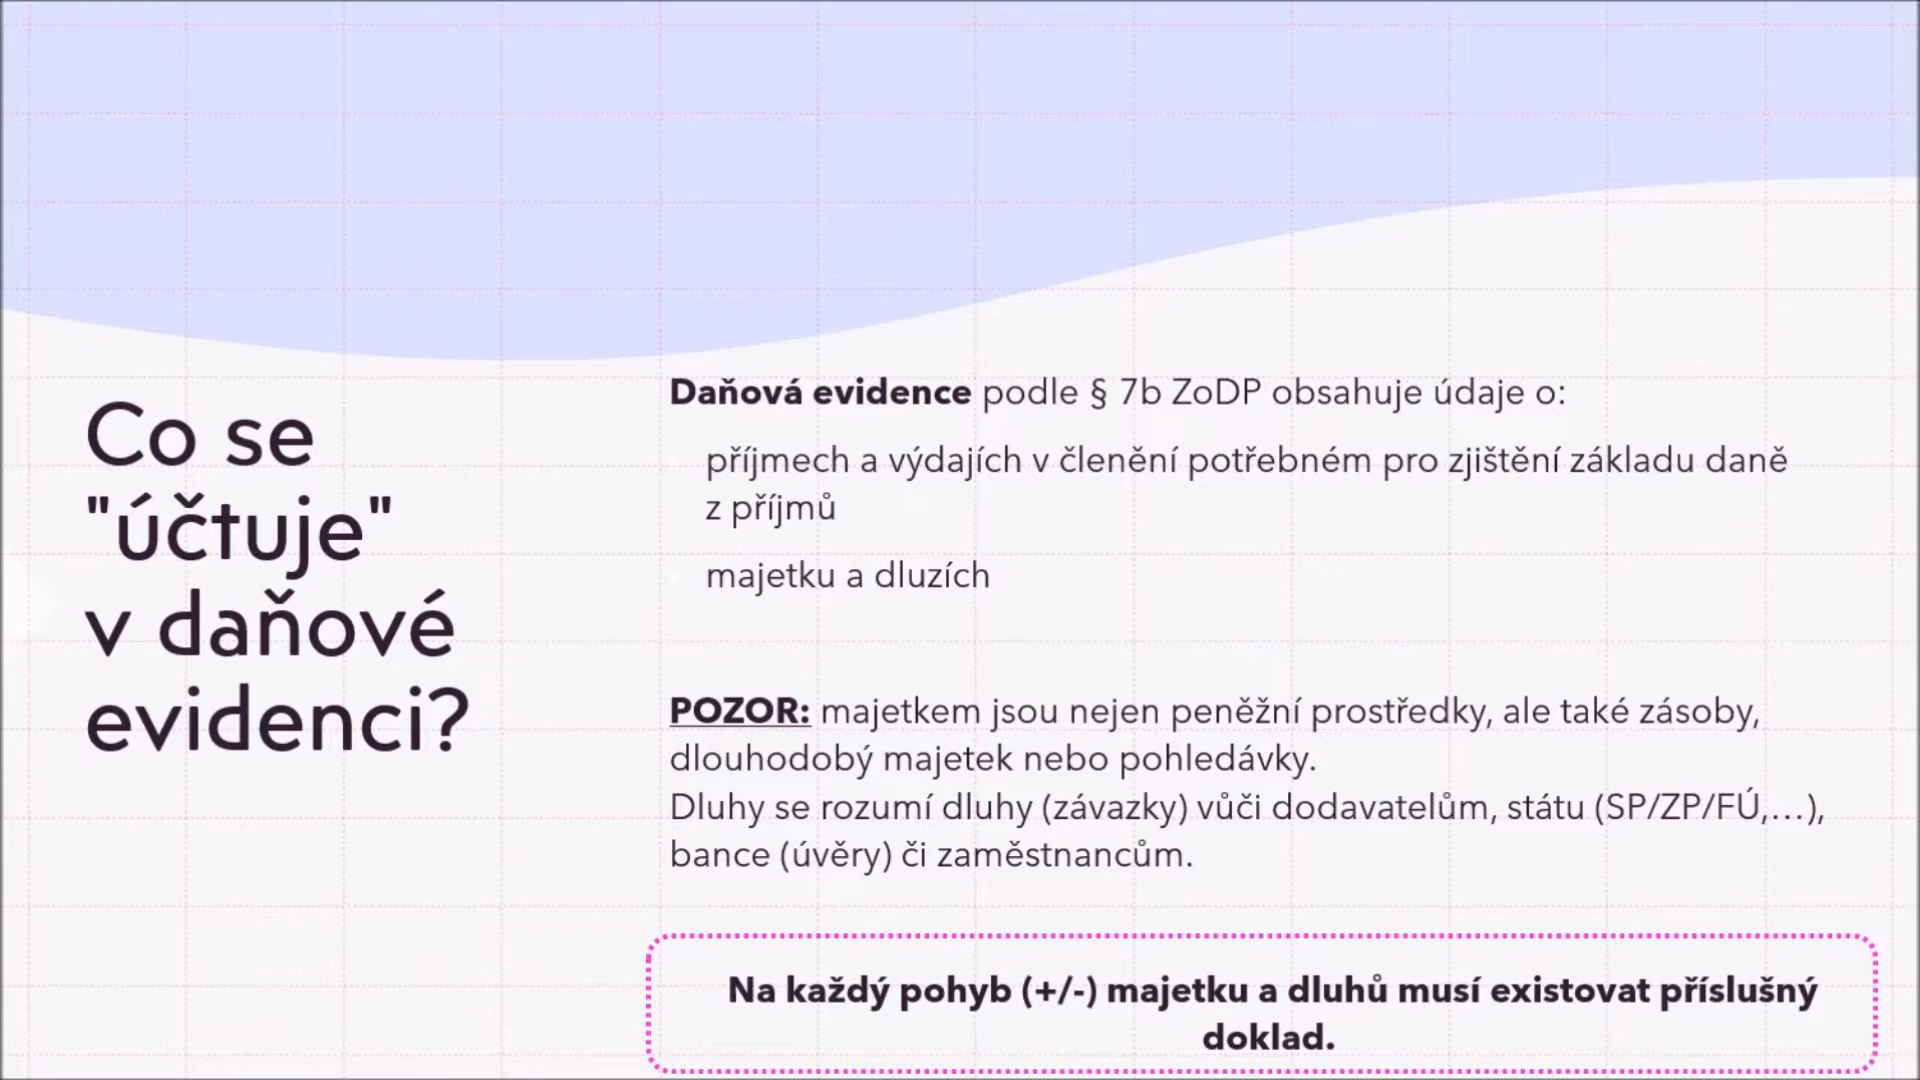 Co se
"účtuje"
v daňové
evidenci?
Daňová evidence podle § 7b ZoDP obsahuje údaje o:
příjmech a výdajích v členění potřebném pro zjištění základu daně
z příjmů
majetku a dluzích
POZOR: majetkem jsou nejen peněžní prostředky, ale také zásoby,
dlouhodobý majetek nebo pohledávky.
Dluhy se rozumí dluhy (závazky) vůči dodavatelům, státu (SP/ZP/FÚ,...),
bance (úvěry) či zaměstnancům.
Na každý pohyb (+/-) majetku a dluhů musí existovat příslušný
doklad.